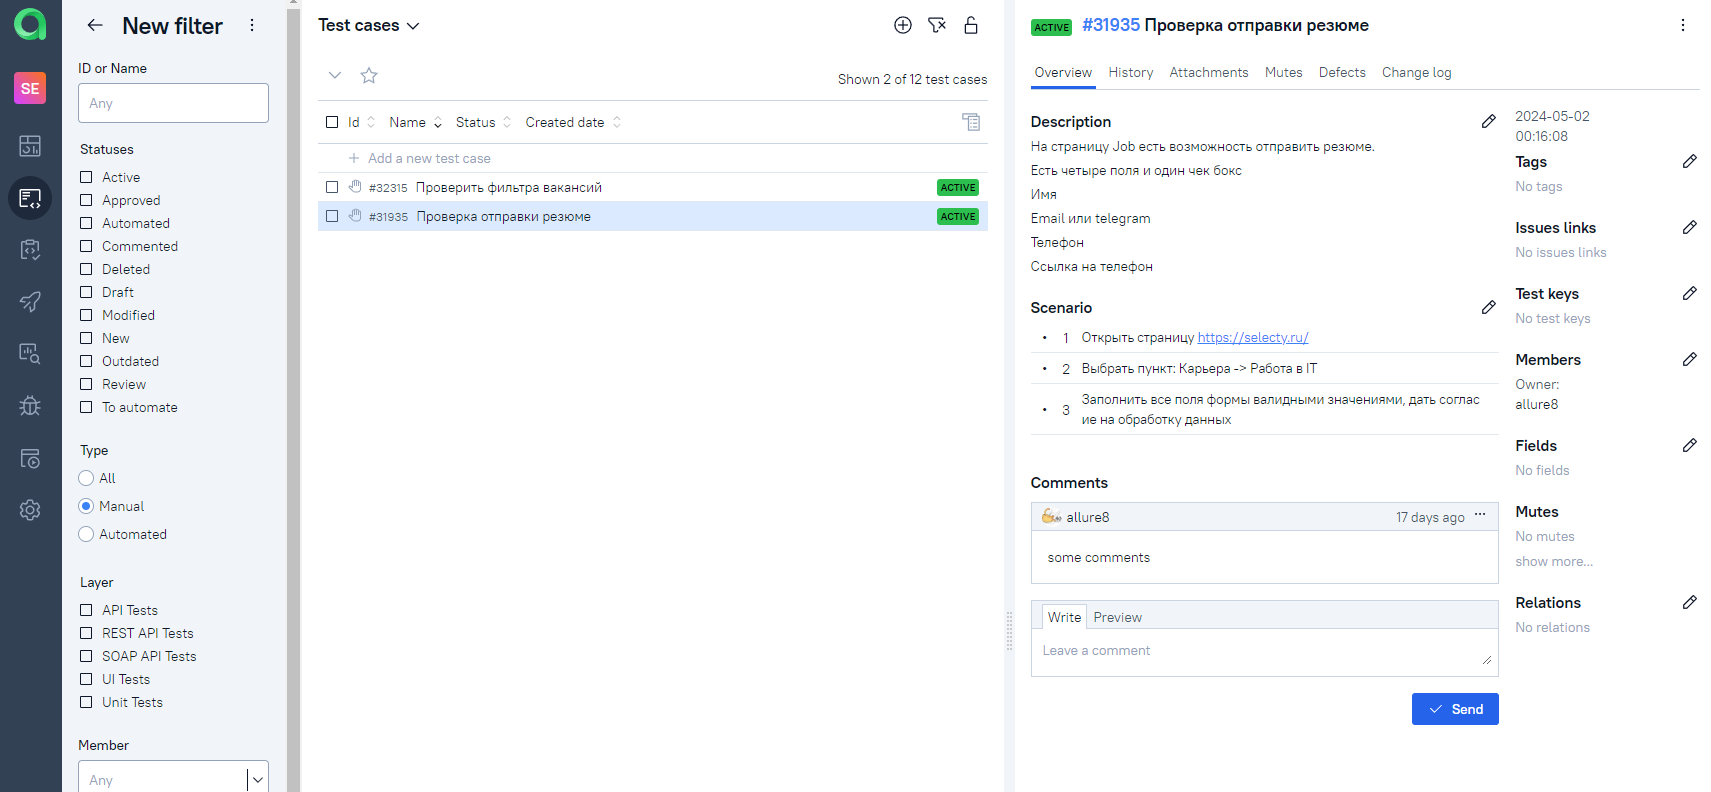 SE
New filter
ID or Name
Any
Statuses
Active
Approved
Automated
Commented
Deleted
Draft
Modified
New
Outdated
Review
To automate
Type
All
Manual
Automated
Layer
API Tests
REST API Tests
SOAP API Tests
UI Tests
Unit Tests
Member
Any
Test cases
Shown 2 of 12 test cases
Id Name Status Created date
Add a new test case
#32315 Проверить фильтра вакансий ACTIVE
#31935 Проверка отправки резюме ACTIVE
ACTIVE #31935 Проверка отправки резюме
Overview History Attachments Mutes Defects Change log
Description
На страницу Job есть возможность отправить резюме.
Есть четыре поля и один чек бокс
Имя
Email или telegram
Телефон
Ссылка на телефон
Scenario
• 1 Открыть страницу https://selecty.ru/
• 2 Выбрать пункт: Карьера -> Работа в IT
• 3 Заполнить все поля формы валидными значениями, дать соглас
ие на обработку данных
Comments
allure8 17 days ago ...
some comments
Write Preview
Leave a comment
Send
2024-05-02
00:16:08
Tags
No tags
Issues links
No issues links
Test keys
No test keys
Members
Owner:
allure8
Fields
No fields
Mutes
No mutes
show more...
Relations
No relations